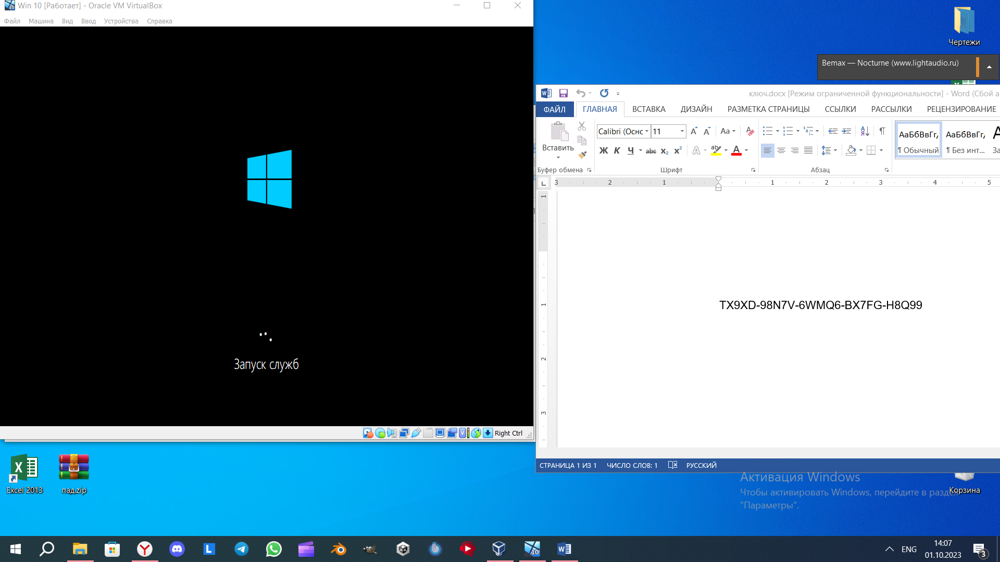 Win 10 [Работает] - Oracle VM VirtualBox
Файл Машина Вид Ввод Устройства Справка
Запуск служб
Right Ctrl
Чертежи
Bemax — Nocturne (www.lightaudio.ru)
ключ.docx [Режим ограниченной функциональности] - Word (Сбой а
ФАЙЛ ГЛАВНАЯ ВСТАВКА ДИЗАЙН РАЗМЕТКА СТРАНИЦЫ ССЫЛКИ РАССЫЛКИ РЕЦЕНЗИРОВАНИЕ
Calibri (Оснс 11
Вставить
Ж К Ч abc x₂ x²
АаБбВвГг, АаБбВвГг,
¶ Обычный ¶ Без инт... За
Буфер обмена Шрифт Абзац
3 2 1 1 2 3 4 5
1
1
2
3
TX9XD-98N7V-6WMQ6-BX7FG-H8Q99
СТРАНИЦА 1 ИЗ 1 ЧИСЛО СЛОВ: 1 РУССКИЙ
Активация Windows
Чтобы активировать Windows, перейдите в раздел
"Параметры".
Корзина
Excel 2013
пад.zip
ENG
14:07
01.10.2023
3